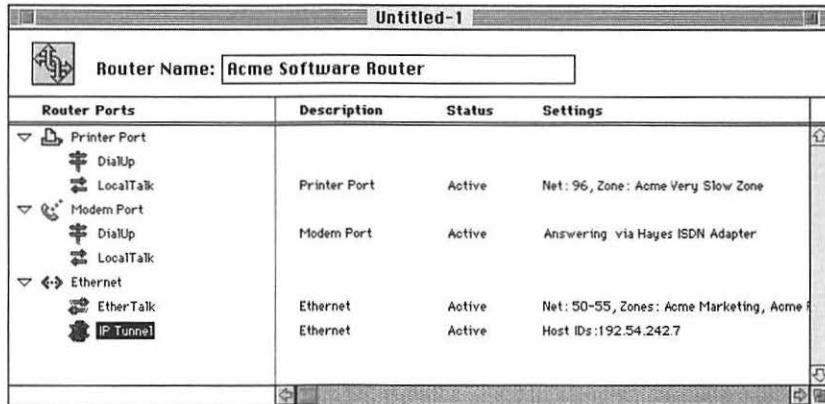 Untitled-1
Router Name: Acme Software Router
Router Ports Description Status Settings
Printer Port
DialUp
LocalTalk Printer Port Active Net: 96, Zone: Acme Very Slow Zone
Modem Port
DialUp Modem Port Active Answering via Hayes ISDN Adapter
LocalTalk
Ethernet
EtherTalk Ethernet Active Net: 50-55, Zones: Acme Marketing, Acme
IP Tunnel Ethernet Active Host IDs:192.54.242.7